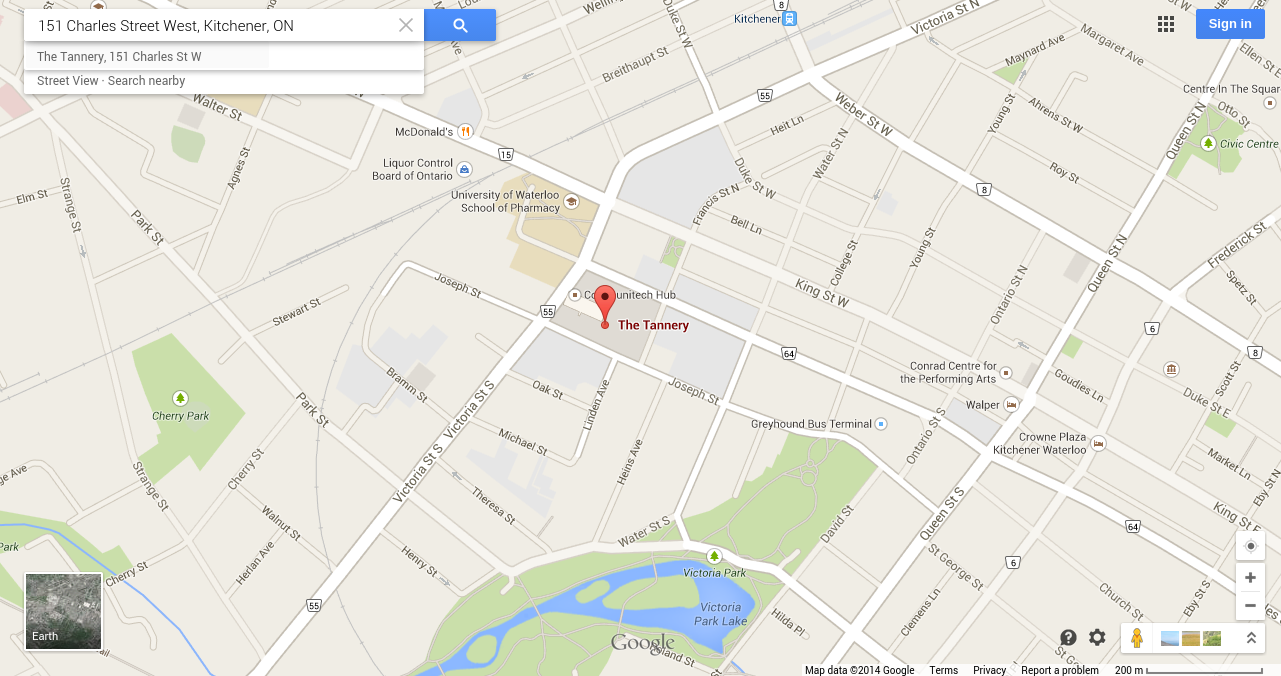 151 Charles Street West, Kitchener, ON
The Tannery, 151 Charles St W
Street View · Search nearby
Sign in
Kitchener
8
Duke St W
Victoria St N
Breithaupt St
Maynard Ave
Margaret Ave
Ellen St E
Centre In The Square
Otto St
Walter St
55
Weber St W
Heit Ln
Young St
Ahrens St W
Queen St N
Civic Centre
McDonald's
15
Liquor Control
Board of Ontario
Agnes St
Water St N
Duke St W
Roy St
Elm St
Strange St
Park St
University of Waterloo
School of Pharmacy
Francis St N
8
Bell Ln
College St
Young St
Queen St N
Frederick St
Joseph St
Communitech Hub
King St W
Ontario St N
Spetz St
Stewart St
55
The Tannery
6
64
8
Conrad Centre for
the Performing Arts
Goudies Ln
Scott St
Duke St E
Bramm St
Oak St
Linden Ave
Joseph St
Walper
Cherry Park
Park St
Victoria St S
Greyhound Bus Terminal
Ontario St S
Crowne Plaza
Kitchener Waterloo
Michael St
Heins Ave
Market Ln
Cherry St
Strange St
Victoria St S
Theresa St
Eby St N
King St E
Walnut St
Water St S
David St
Queen St S
64
Park
Herlan Ave
Henry St
Victoria Park
St George St
6
Cherry St
55
Victoria
Park Lake
Clemens Ln
Church St
Eby St S
Hilda Pl
Earth
Google
Map data ©2014 Google
Terms
Privacy
Report a problem
200 m